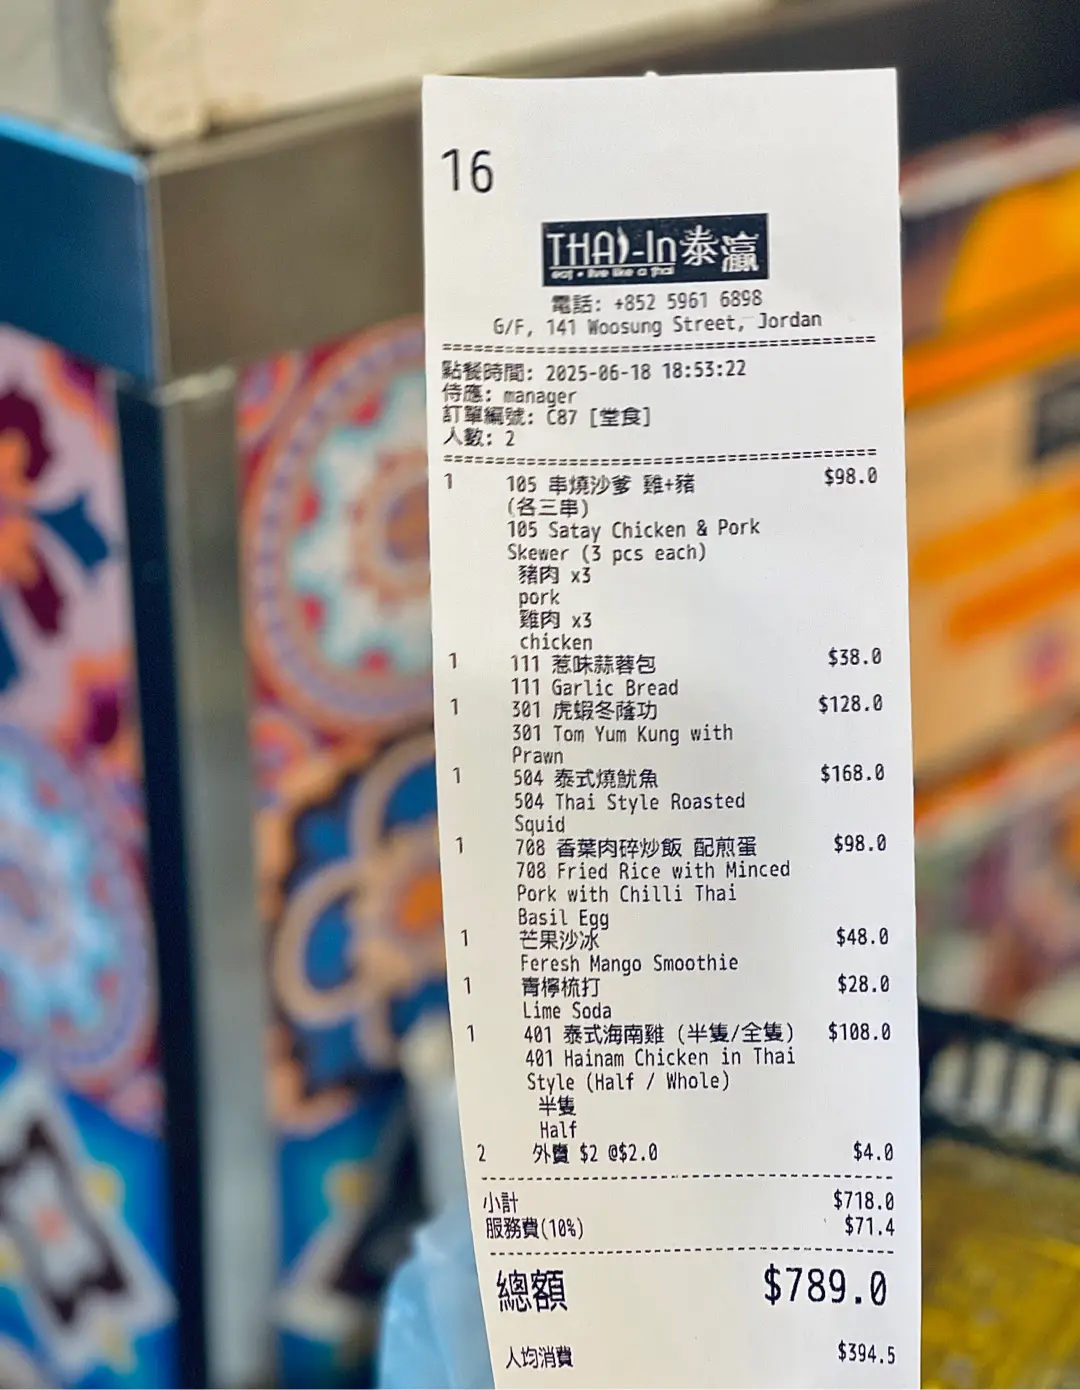 16
THAI-In泰瀛
eat • live like a thai
電話: +852 5961 6898
G/F, 141 Woosung Street, Jordan
點餐時間: 2025-06-18 18:53:22
侍應: manager
訂單編號: C87 [堂食]
人數: 2
1 105 串燒沙爹 雞+豬 $98.0
(各三串)
105 Satay Chicken & Pork
Skewer (3 pcs each)
豬肉 x3
pork
雞肉 x3
chicken
1 111 惹味蒜蓉包 $38.0
111 Garlic Bread
1 301 虎蝦冬蔭功 $128.0
301 Tom Yum Kung with
Prawn
1 504 泰式燒魷魚 $168.0
504 Thai Style Roasted
Squid
1 708 香葉肉碎炒飯 配煎蛋 $98.0
708 Fried Rice with Minced
Pork with Chilli Thai
Basil Egg
1 芒果沙冰 $48.0
Feresh Mango Smoothie
1 青檸梳打 $28.0
Lime Soda
1 401 泰式海南雞 (半隻/全隻) $108.0
401 Hainam Chicken in Thai
Style (Half / Whole)
半隻
Half
2 外賣 $2 @$2.0 $4.0
小計 $718.0
服務費(10%) $71.4
總額 $789.0
人均消費 $394.5